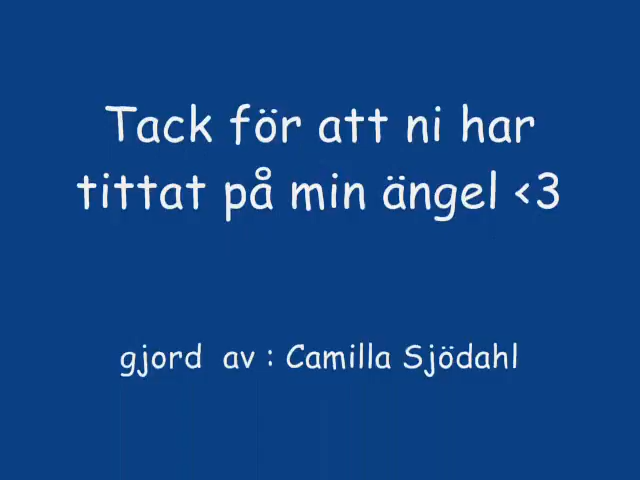 Tack för att ni har
tittat på min ängel <3
gjord  av : Camilla Sjödahl